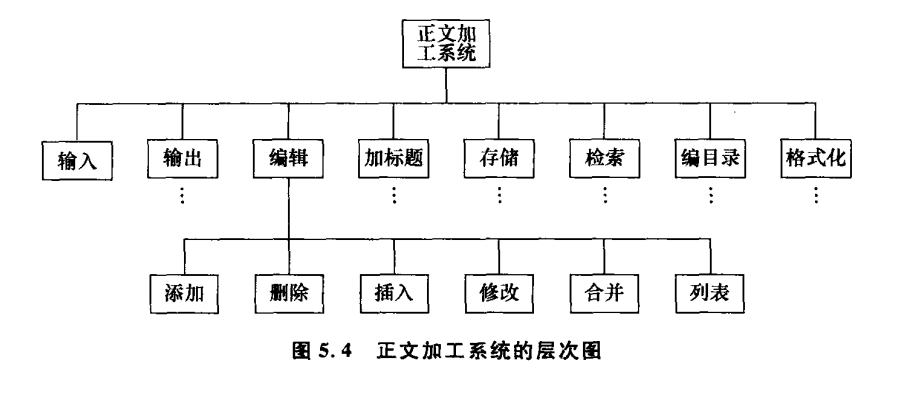 正文加
工系统
输入 输出 编辑 加标题 存储 检索 编目录 格式化
⋮ ⋮ ⋮ ⋮ ⋮ ⋮
添加 删除 插入 修改 合并 列表
图 5.4 正文加工系统的层次图